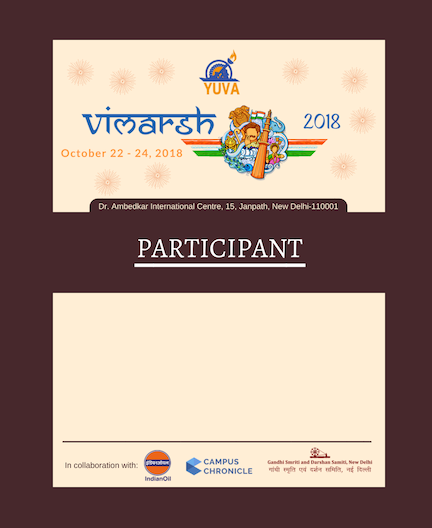 YUVA
Vimarsh 2018
October 22 - 24, 2018
Dr. Ambedkar International Centre, 15, Janpath, New Delhi-110001
PARTICIPANT
In collaboration with:
इंडियनऑयल
IndianOil
CAMPUS
CHRONICLE
Gandhi Smriti and Darshan Samiti, New Delhi
गांधी स्मृति एवं दर्शन समिति, नई दिल्ली